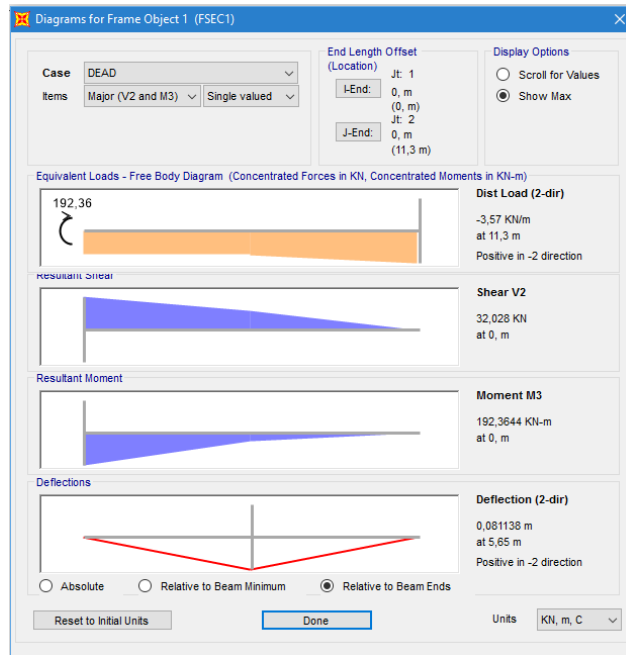 Diagrams for Frame Object 1 (FSEC1)
Case DEAD
Items Major (V2 and M3) Single valued
End Length Offset
(Location)
I-End:
Jt: 1
0, m
(0, m)
J-End:
Jt: 2
0, m
(11,3 m)
Display Options
Scroll for Values
Show Max
Equivalent Loads - Free Body Diagram (Concentrated Forces in KN, Concentrated Moments in KN-m)
192,36
Dist Load (2-dir)
-3,57 KN/m
at 11,3 m
Positive in -2 direction
Resultant Shear
Shear V2
32,028 KN
at 0, m
Resultant Moment
Moment M3
192,3644 KN-m
at 0, m
Deflections
Deflection (2-dir)
0,081138 m
at 5,65 m
Positive in -2 direction
Absolute Relative to Beam Minimum Relative to Beam Ends
Reset to Initial Units Done Units KN, m, C